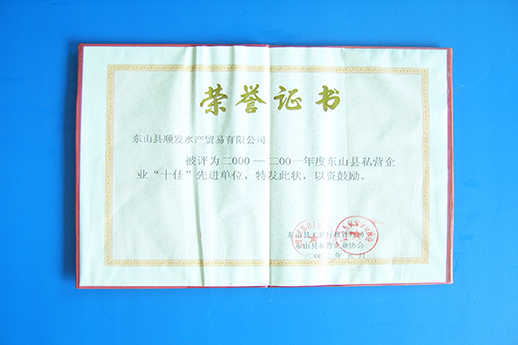 荣誉证书
东山县顺发水产贸易有限公司
被评为二000一二00一年度东山县私营企
业“十佳”先进单位，特发此状，以资鼓励。
东山县工商行政管理局
东山县私营企业协会
年元月